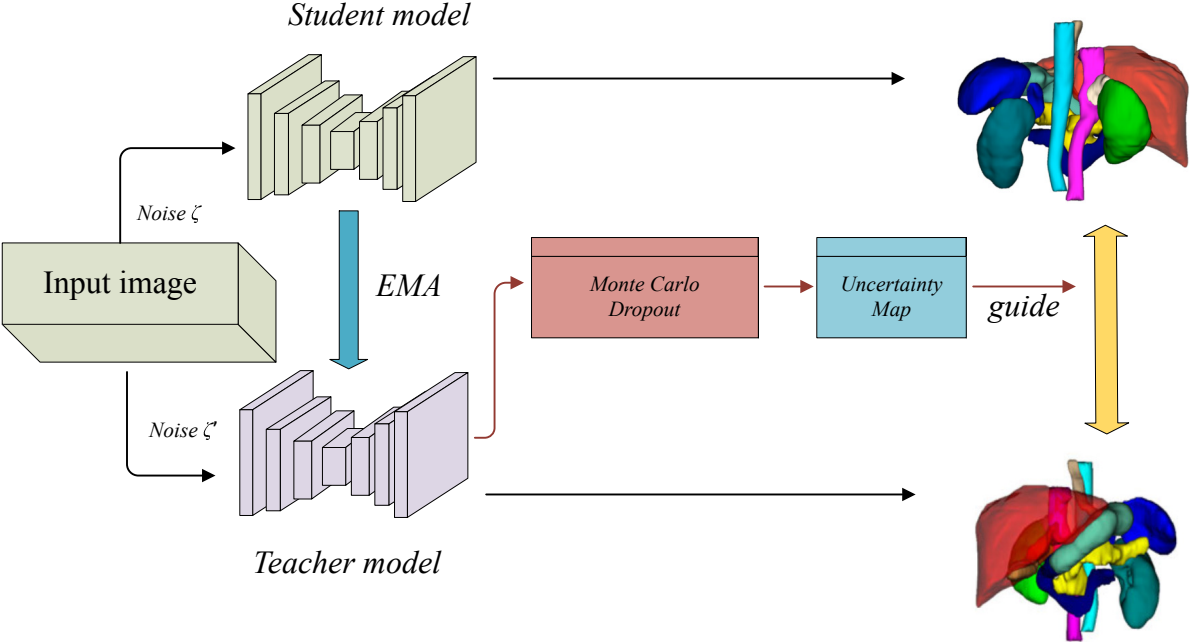 Student model
Noise ζ
Input image
EMA
Monte Carlo
Dropout
Uncertainty
Map
guide
Noise ζ'
Teacher model